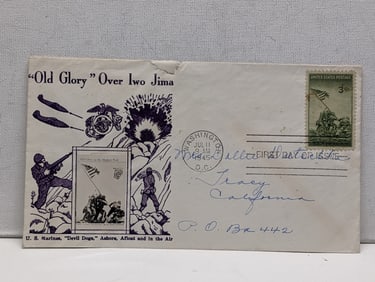 "Old Glory" Over Iwo Jima
UNITED STATES POSTAGE
3¢
WASHINGTON
JUL 11
1945
D.C.
FIRST DAY OF ISSUE
Tracy
California
P. O. Bx 442
U. S. Marines, "Devil Dogs," Ashore, Afloat and in the Air